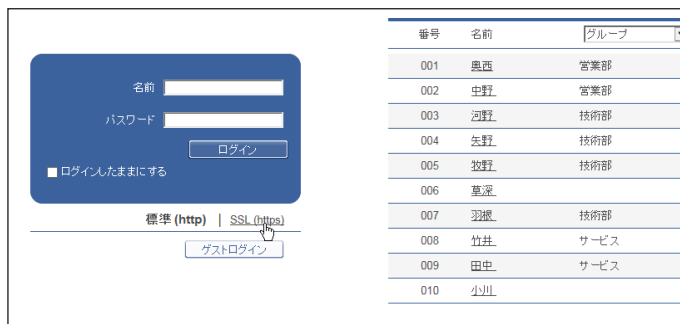 名前
パスワード
ログイン
ログインしたままにする
標準 (http) | SSL (https)
ゲストログイン
番号 名前 グループ
001 奥西 営業部
002 中野 営業部
003 河野 技術部
004 矢野 技術部
005 牧野 技術部
006 草深
007 羽根 技術部
008 竹井 サービス
009 田中 サービス
010 小川